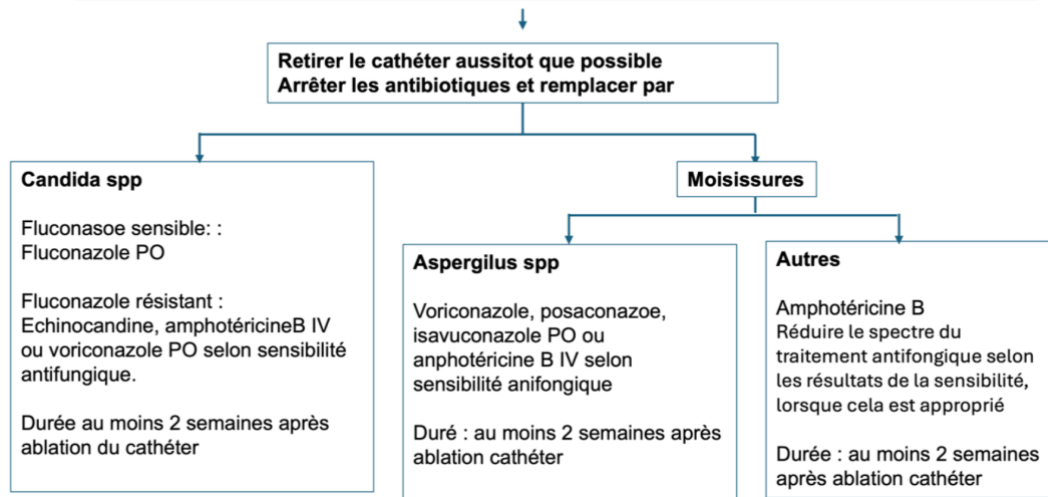 Retirer le cathéter aussitot que possible
Arrêter les antibiotiques et remplacer par
Candida spp
Fluconasoe sensible: :
Fluconazole PO
Fluconazole résistant :
Echinocandine, amphotéricineB IV
ou voriconazole PO selon sensibilité
antifungique.
Durée au moins 2 semaines après
ablation du cathéter
Moisissures
Aspergilus spp
Voriconazole, posaconazoe,
isavuconazole PO ou
anphotéricine B IV selon
sensibilité anifongique
Duré : au moins 2 semaines après
ablation cathéter
Autres
Amphotéricine B
Réduire le spectre du
traitement antifongique selon
les résultats de la sensibilité,
lorsque cela est approprié
Durée : au moins 2 semaines
après ablation cathéter